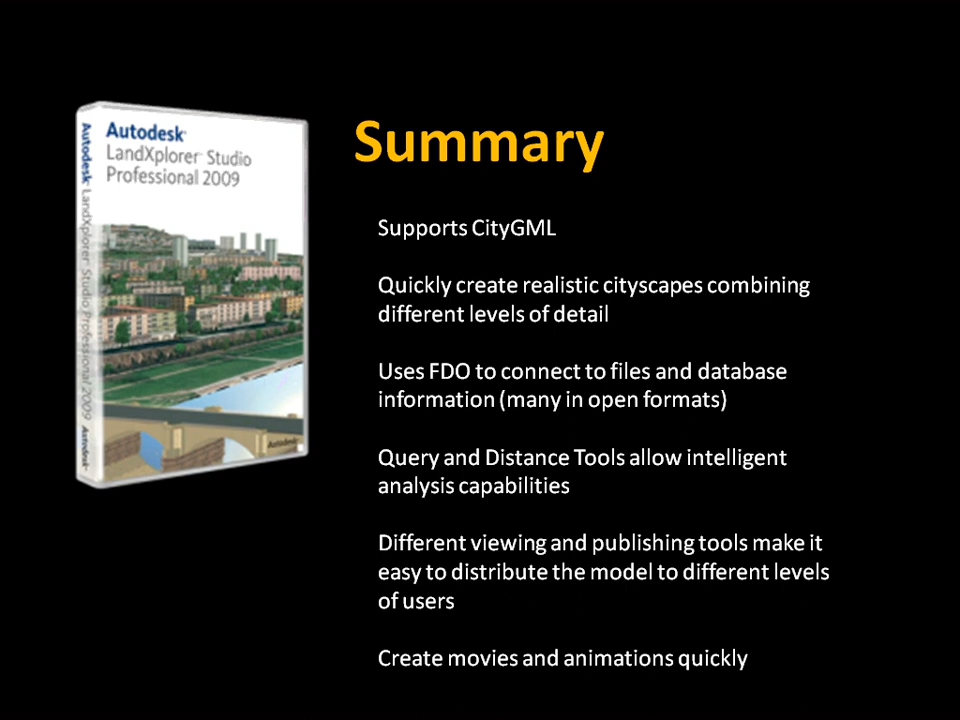 Autodesk
LandXplorer™ Studio
Professional 2009
Autodesk LandXplorer™ Studio Professional 2009 Autodesk
Autodesk
Summary
Supports CityGML
Quickly create realistic cityscapes combining
different levels of detail
Uses FDO to connect to files and database
information (many in open formats)
Query and Distance Tools allow intelligent
analysis capabilities
Different viewing and publishing tools make it
easy to distribute the model to different levels
of users
Create movies and animations quickly